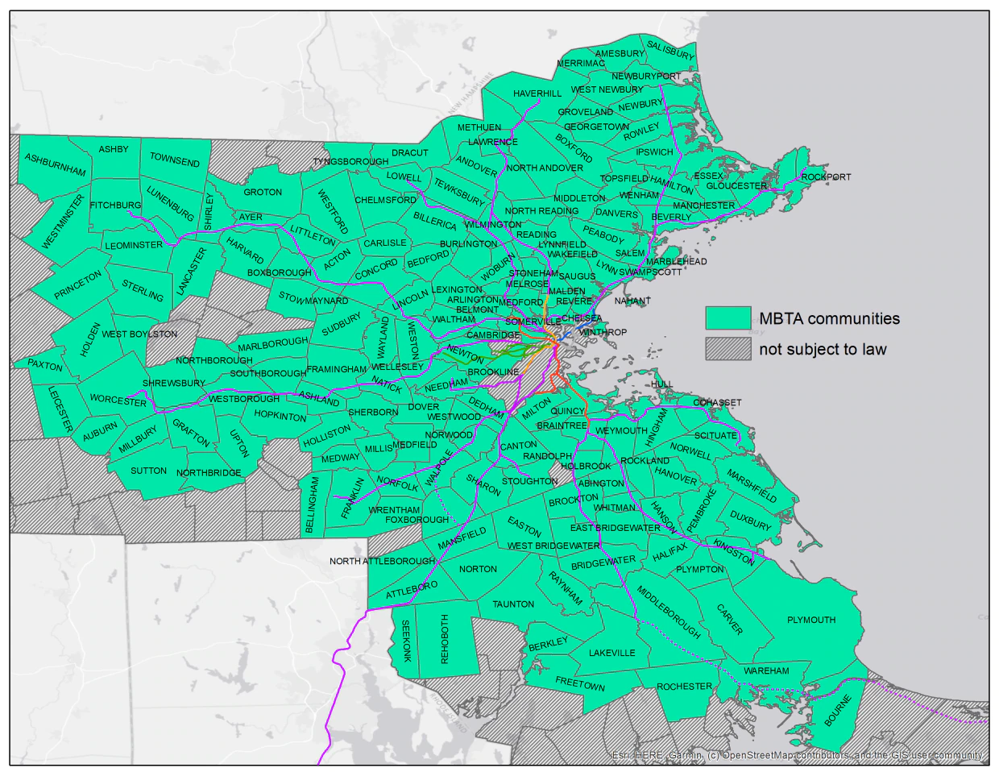 SALISBURY
AMESBURY
MERRIMAC
NEWBURYPORT
WEST NEWBURY
HAVERHILL
NEWBURY
GROVELAND
NEW HAMPSHIRE
METHUEN
GEORGETOWN
ROWLEY
LAWRENCE
BOXFORD
IPSWICH
ASHBURNHAM
ASHBY
TOWNSEND
TYNGSBOROUGH
DRACUT
ANDOVER
NORTH ANDOVER
LOWELL
TOPSFIELD
HAMILTON
ESSEX
GLOUCESTER
ROCKPORT
TEWKSBURY
WENHAM
GROTON
WESTFORD
CHELMSFORD
MIDDLETON
MANCHESTER
FITCHBURG
LUNENBURG
SHIRLEY
NORTH READING
DANVERS
BEVERLY
WESTMINSTER
AYER
BILLERICA
WILMINGTON
LITTLETON
READING
PEABODY
LEOMINSTER
HARVARD
CARLISLE
BURLINGTON
LYNNFIELD
WAKEFIELD
SALEM
LANCASTER
ACTON
BEDFORD
WOBURN
MARBLEHEAD
BOXBOROUGH
CONCORD
STONEHAM
SAUGUS
LYNN
SWAMPSCOTT
PRINCETON
STERLING
LEXINGTON
MELROSE
MALDEN
STOW
MAYNARD
LINCOLN
ARLINGTON
MEDFORD
REVERE
NAHANT
BELMONT
WALTHAM
SOMERVILLE
CHELSEA
MBTA communities
HOLDEN
WEST BOYLSTON
SUDBURY
WAYLAND
WESTON
CAMBRIDGE
WINTHROP
Bay
MARLBOROUGH
NEWTON
not subject to law
PAXTON
NORTHBOROUGH
SOUTHBOROUGH
FRAMINGHAM
WELLESLEY
BROOKLINE
SHREWSBURY
NATICK
NEEDHAM
HULL
LEICESTER
WORCESTER
WESTBOROUGH
ASHLAND
DOVER
DEDHAM
MILTON
QUINCY
COHASSET
HOPKINTON
SHERBORN
WESTWOOD
BRAINTREE
WEYMOUTH
HINGHAM
SCITUATE
AUBURN
MILLBURY
GRAFTON
UPTON
HOLLISTON
NORWOOD
CANTON
NORWELL
MILLIS
MEDFIELD
MEDWAY
RANDOLPH
ROCKLAND
SUTTON
NORTHBRIDGE
WALPOLE
HOLBROOK
HANOVER
MARSHFIELD
BELLINGHAM
FRANKLIN
NORFOLK
SHARON
STOUGHTON
ABINGTON
WRENTHAM
BROCKTON
WHITMAN
HANSON
PEMBROKE
DUXBURY
FOXBOROUGH
EASTON
EAST BRIDGEWATER
MANSFIELD
WEST BRIDGEWATER
HALIFAX
KINGSTON
NORTH ATTLEBOROUGH
NORTON
BRIDGEWATER
PLYMPTON
ATTLEBORO
RAYNHAM
TAUNTON
MIDDLEBOROUGH
CARVER
PLYMOUTH
SEEKONK
REHOBOTH
BERKLEY
LAKEVILLE
WAREHAM
FREETOWN
ROCHESTER
BOURNE
Esri, HERE, Garmin, (c) OpenStreetMap contributors, and the GIS user community